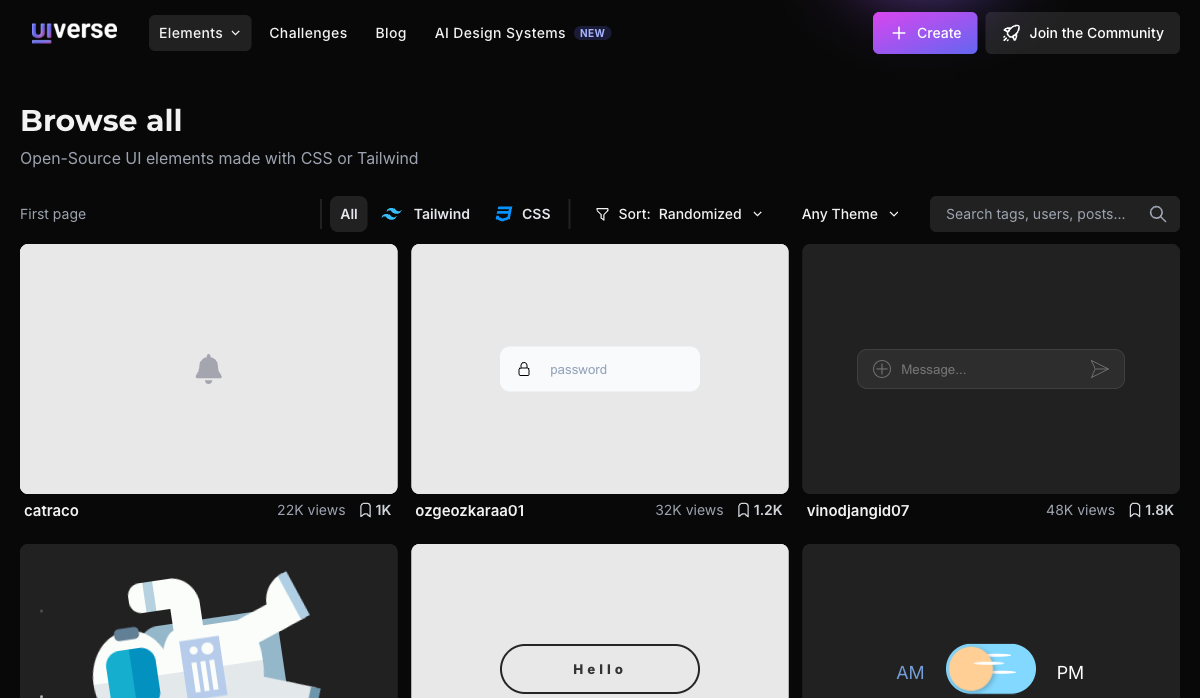 uiverse
Elements
Challenges
Blog
AI Design Systems NEW
Create
Join the Community
Browse all
Open-Source UI elements made with CSS or Tailwind
First page
All
Tailwind
CSS
Sort: Randomized
Any Theme
Search tags, users, posts...
password
Message...
catraco
22K views
1K
ozgeozkaraa01
32K views
1.2K
vinodjangid07
48K views
1.8K
Hello
AM
PM